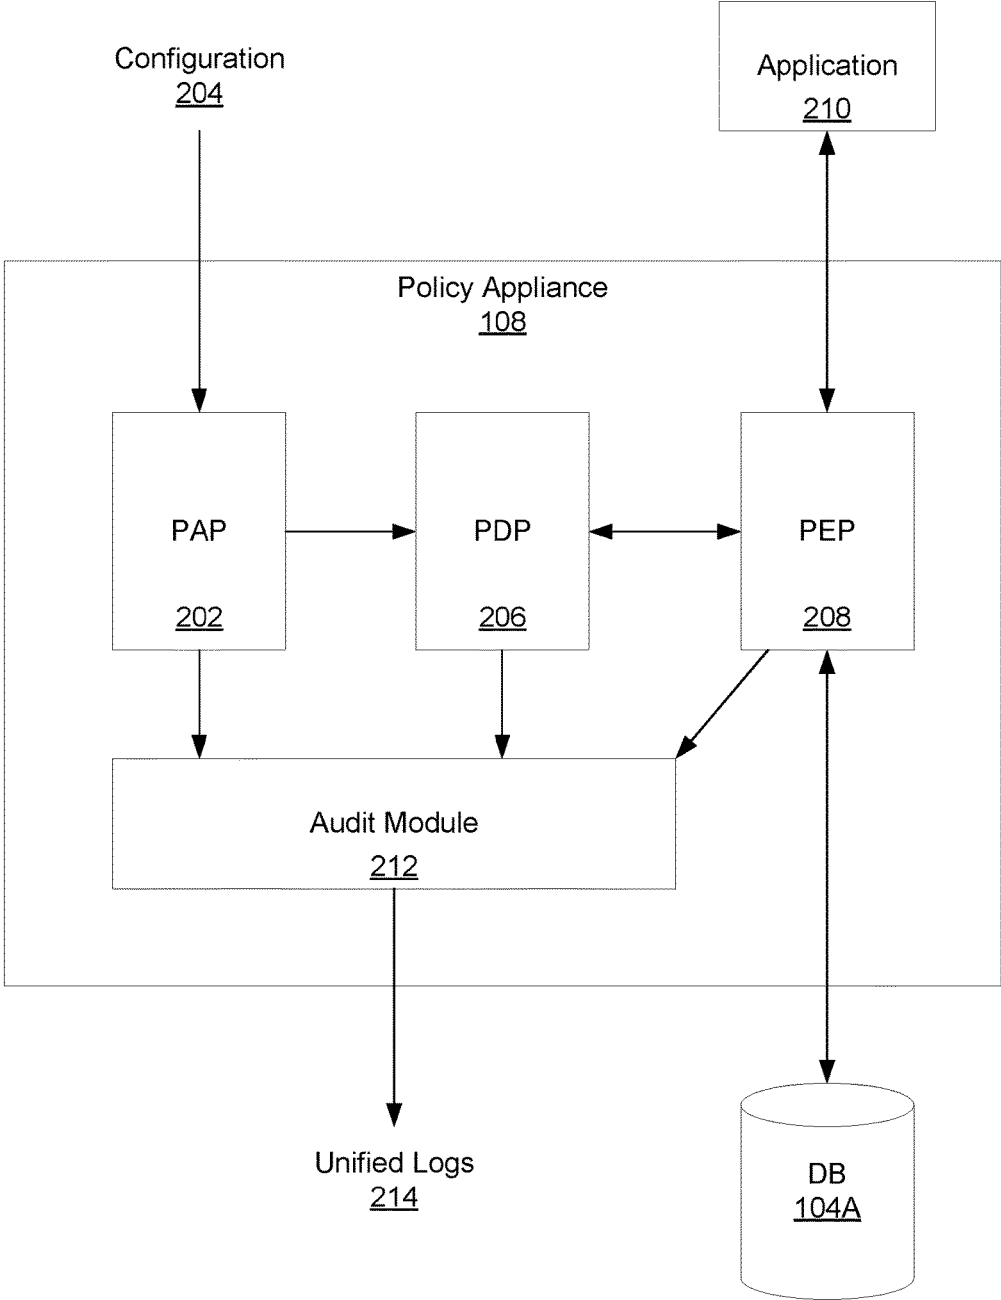 Configuration
204
Application
210
Policy Appliance
108
PAP
202
PDP
206
PEP
208
Audit Module
212
Unified Logs
214
DB
104A